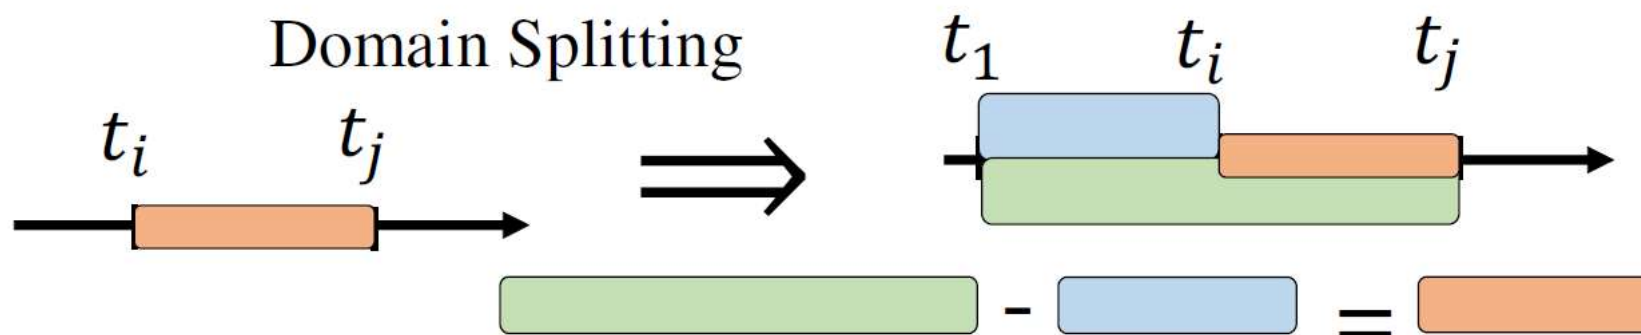 Domain Splitting
t_i t_j
t_1 t_i t_j
- =